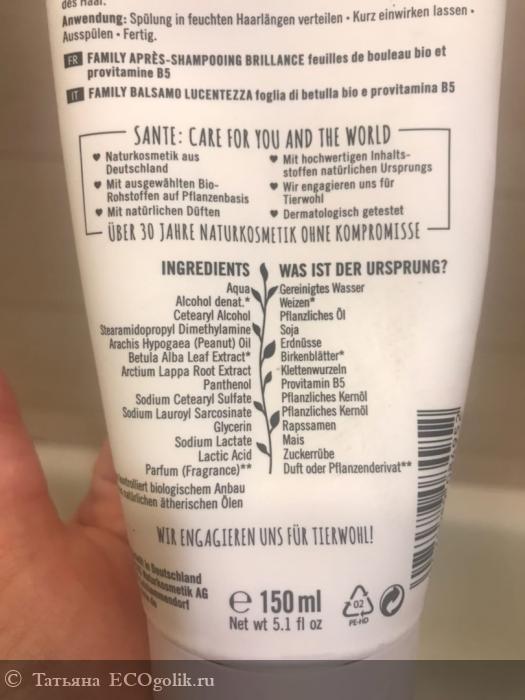 des Haar.
Anwendung: Spülung in feuchten Haarlängen verteilen • Kurz einwirken lassen •
Ausspülen • Fertig.
FR FAMILY APRÈS-SHAMPOOING BRILLANCE feuilles de bouleau bio et
provitamine B5
IT FAMILY BALSAMO LUCENTEZZA foglia di betulla bio e provitamina B5
SANTE: CARE FOR YOU AND THE WORLD
♥ Naturkosmetik aus
Deutschland
♥ Mit ausgewählten Bio-
Rohstoffen auf Pflanzenbasis
♥ Mit natürlichen Düften
♥ Mit hochwertigen Inhalts-
stoffen natürlichen Ursprungs
♥ Wir engagieren uns für
Tierwohl
♥ Dermatologisch getestet
ÜBER 30 JAHRE NATURKOSMETIK OHNE KOMPROMISSE
INGREDIENTS WAS IST DER URSPRUNG?
Aqua Gereinigtes Wasser
Alcohol denat.* Weizen*
Cetearyl Alcohol Pflanzliches Öl
Stearamidopropyl Dimethylamine Soja
Arachis Hypogaea (Peanut) Oil Erdnüsse
Betula Alba Leaf Extract* Birkenblätter*
Arctium Lappa Root Extract Klettenwurzeln
Panthenol Provitamin B5
Sodium Cetearyl Sulfate Pflanzliches Kernöl
Sodium Lauroyl Sarcosinate Pflanzliches Kernöl
Glycerin Rapssamen
Sodium Lactate Mais
Lactic Acid Zuckerrübe
Parfum (Fragrance)** Duft oder Pflanzenderivat**
biologischem Anbau
natürlichen ätherischen Ölen
WIR ENGAGIEREN UNS FÜR TIERWOHL!
in Deutschland
Naturkosmetik AG
e 150 ml
Net wt 5.1 fl oz
02
PE-HD
© Татьяна ECOgolik.ru